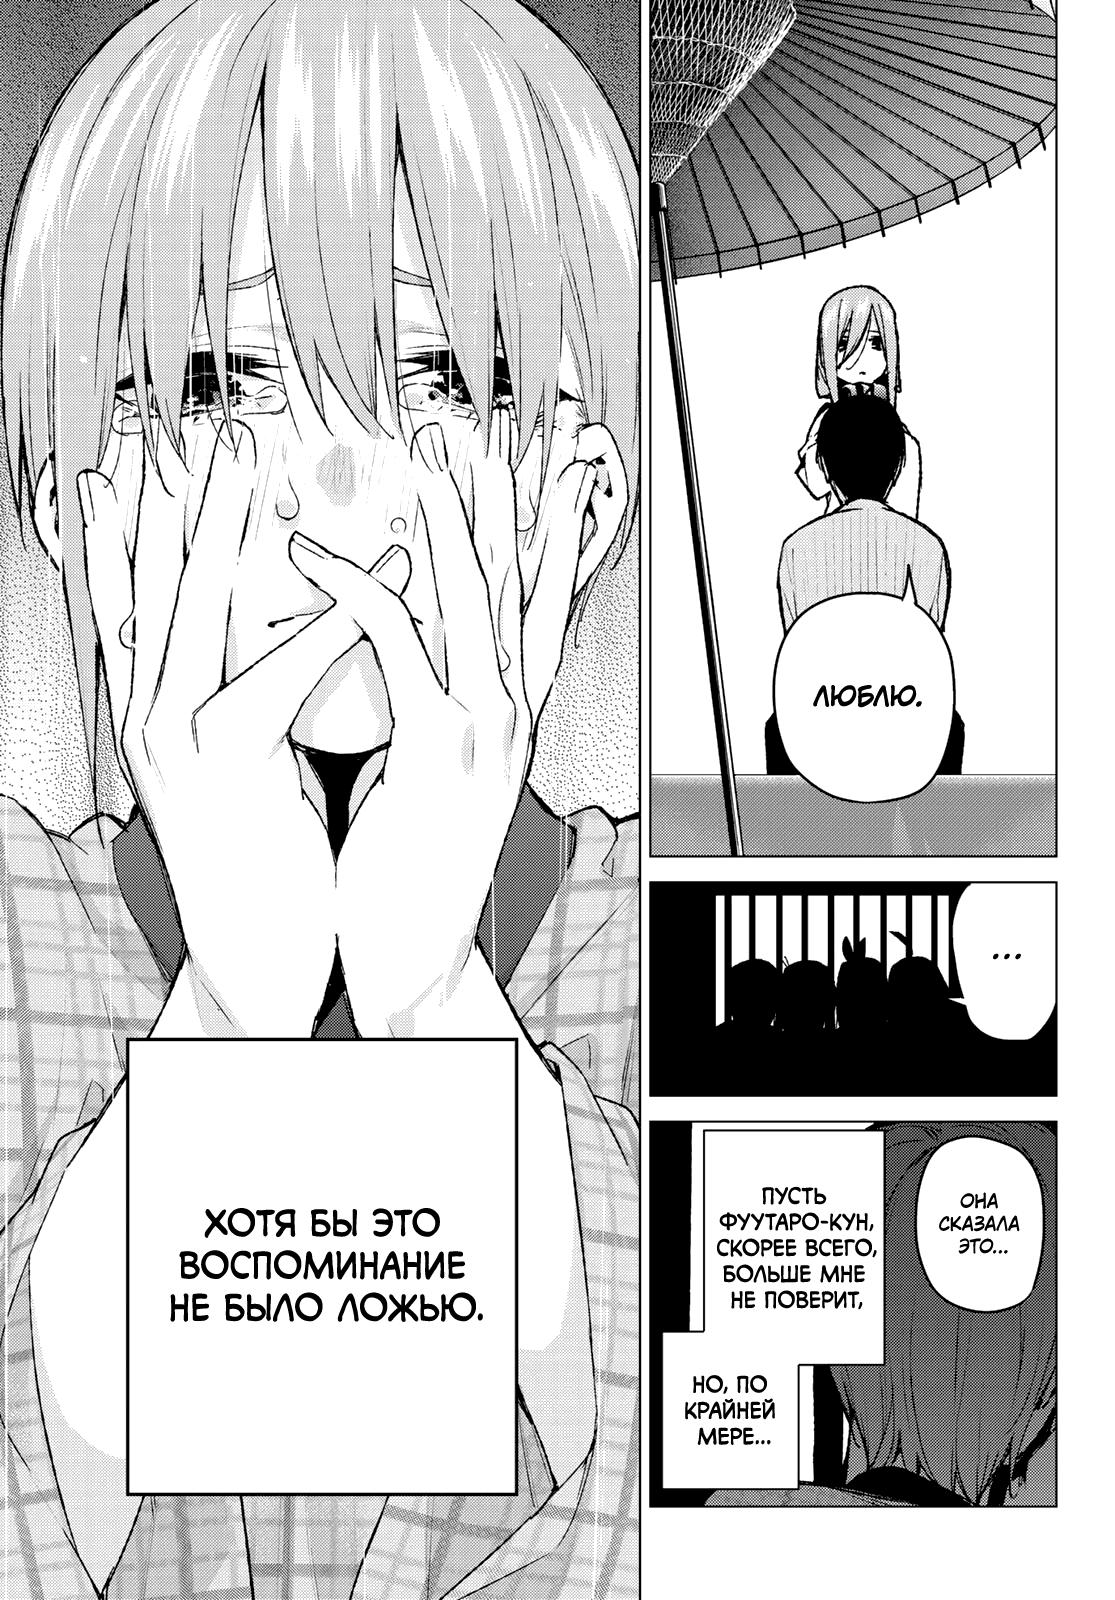 ЛЮБЛЮ.
...
ОНА
СКАЗАЛА
ЭТО...
ПУСТЬ
ФУУТАРО-КУН,
СКОРЕЕ ВСЕГО,
БОЛЬШЕ МНЕ
НЕ ПОВЕРИТ,
НО, ПО
КРАЙНЕЙ
МЕРЕ...
ХОТЯ БЫ ЭТО
ВОСПОМИНАНИЕ
НЕ БЫЛО ЛОЖЬЮ.